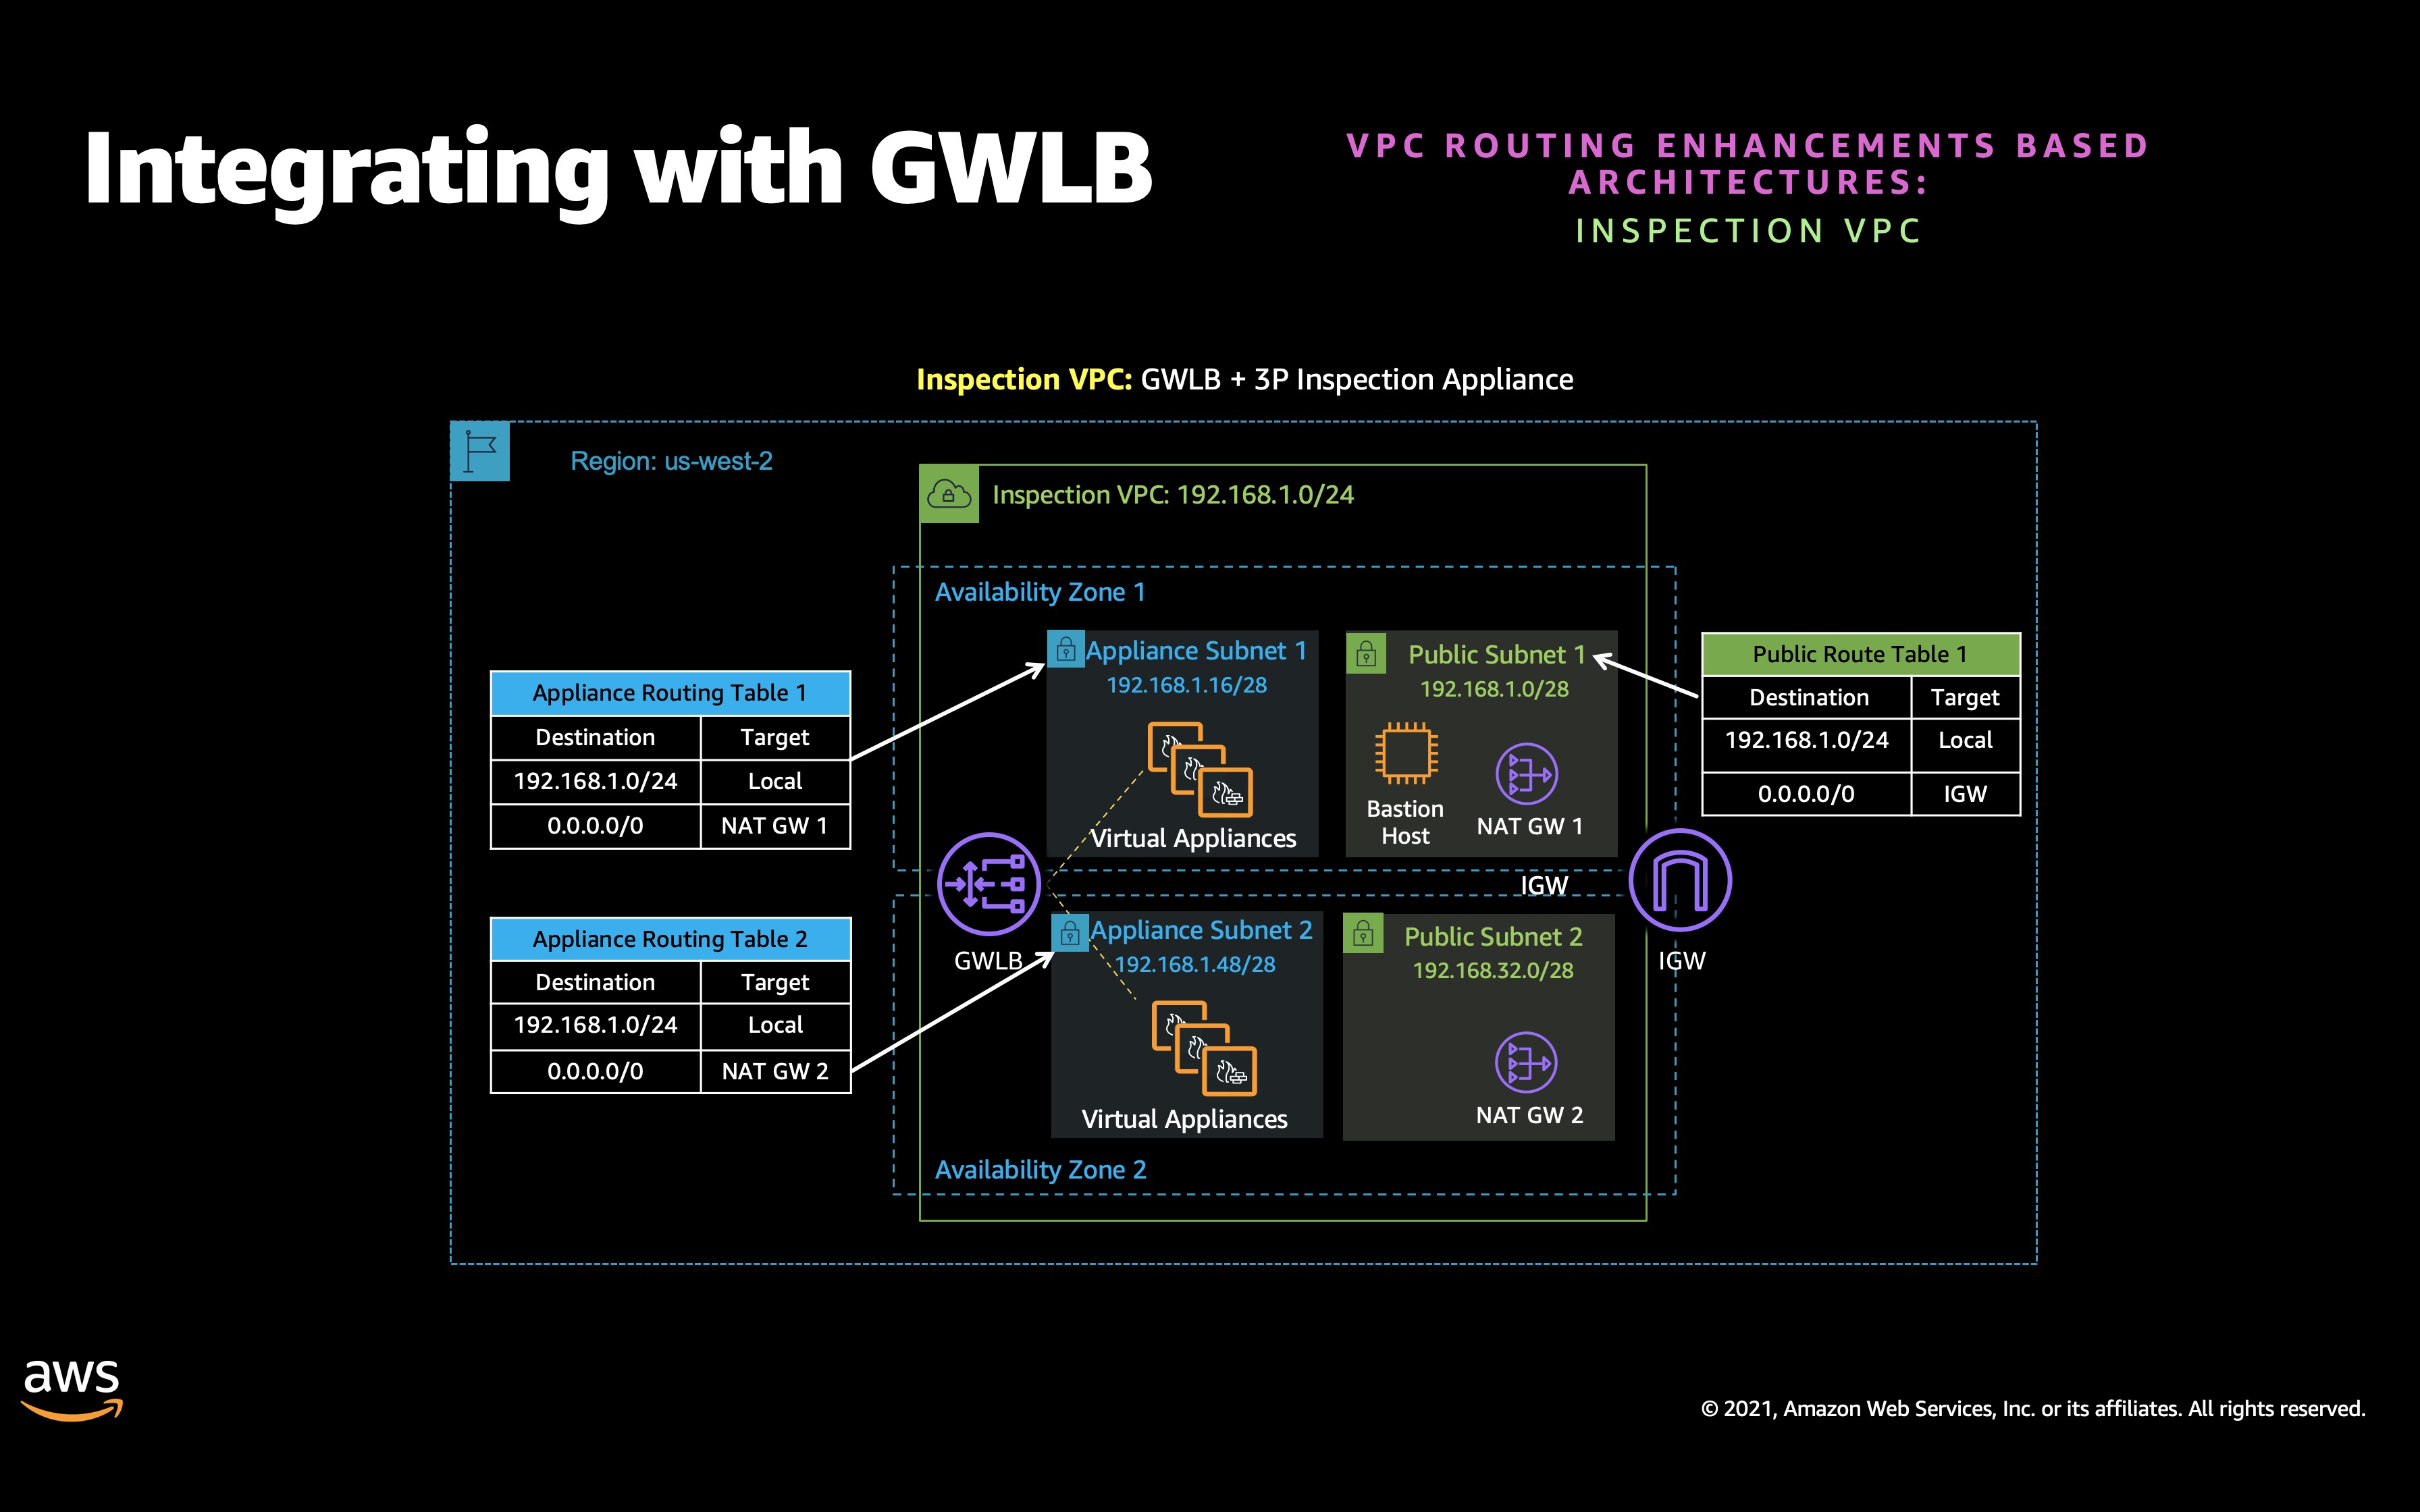 Integrating with GWLB
VPC ROUTING ENHANCEMENTS BASED
ARCHITECTURES:
INSPECTION VPC
Inspection VPC: GWLB + 3P Inspection Appliance
Region: us-west-2
Inspection VPC: 192.168.1.0/24
Availability Zone 1
Appliance Subnet 1
192.168.1.16/28
Virtual Appliances
Public Subnet 1
192.168.1.0/28
Bastion
Host
NAT GW 1
Appliance Routing Table 1
Destination Target
192.168.1.0/24 Local
0.0.0.0/0 NAT GW 1
Public Route Table 1
Destination Target
192.168.1.0/24 Local
0.0.0.0/0 IGW
GWLB
IGW
IGW
Appliance Routing Table 2
Destination Target
192.168.1.0/24 Local
0.0.0.0/0 NAT GW 2
Appliance Subnet 2
192.168.1.48/28
Virtual Appliances
Public Subnet 2
192.168.32.0/28
NAT GW 2
Availability Zone 2
aws
© 2021, Amazon Web Services, Inc. or its affiliates. All rights reserved.